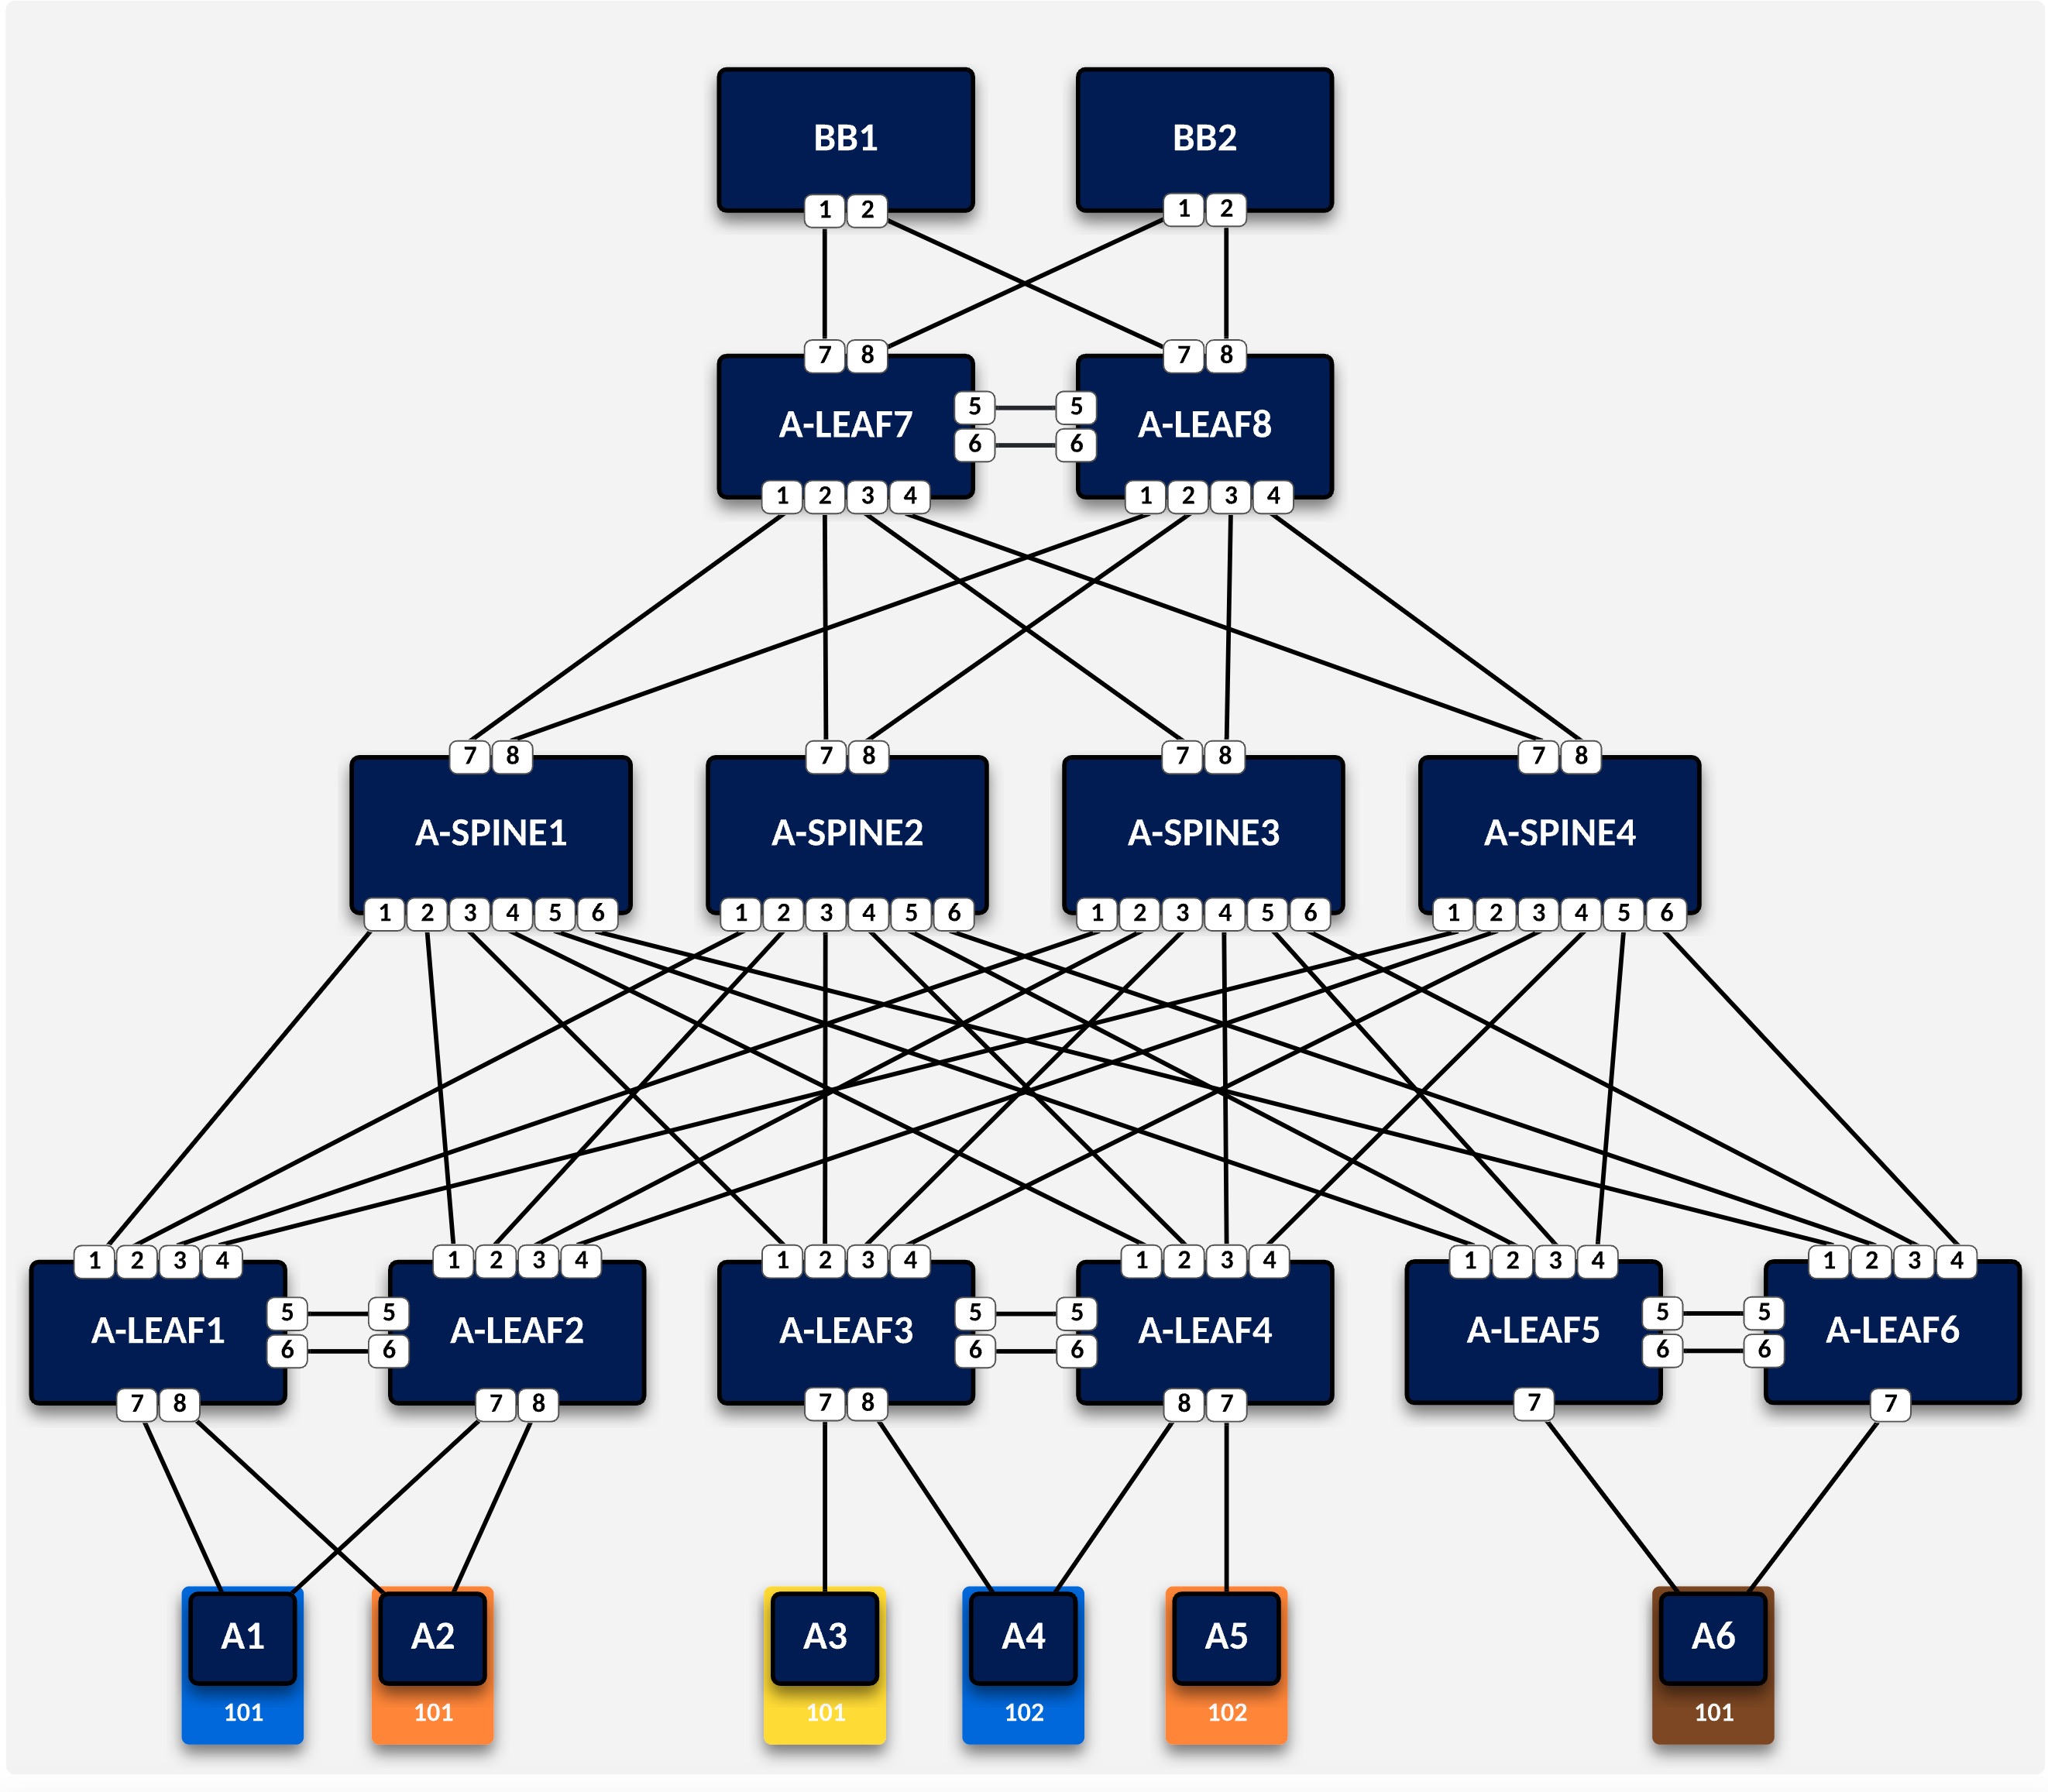 BB1 BB2
1 2 1 2
7 8 7 8
A-LEAF7 5 5 A-LEAF8
6 6
1 2 3 4 1 2 3 4
7 8 7 8 7 8 7 8
A-SPINE1 A-SPINE2 A-SPINE3 A-SPINE4
1 2 3 4 5 6 1 2 3 4 5 6 1 2 3 4 5 6 1 2 3 4 5 6
1 2 3 4 1 2 3 4 1 2 3 4 1 2 3 4 1 2 3 4 1 2 3 4
5 5 5 5 5 5
A-LEAF1 A-LEAF2 A-LEAF3 A-LEAF4 A-LEAF5 A-LEAF6
6 6 6 6 6 6
7 8 7 8 7 8 8 7 7 7
A1 A2 A3 A4 A5 A6
101 101 101 102 102 101